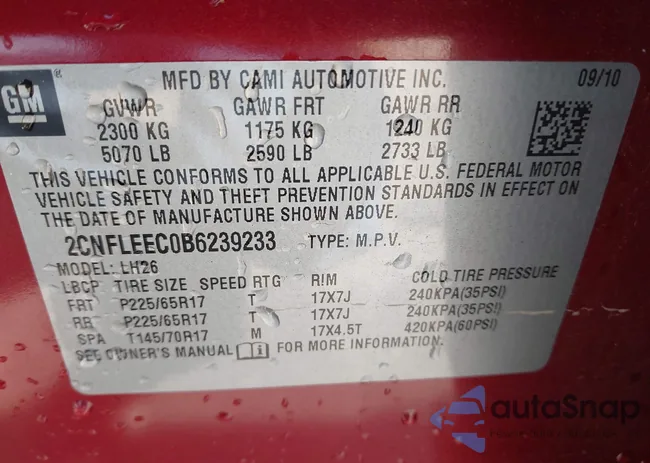 GM
MFD BY CAMI AUTOMOTIVE INC. 09/10
GVWR GAWR FRT GAWR RR
2300 KG 1175 KG 1240 KG
5070 LB 2590 LB 2733 LB
THIS VEHICLE CONFORMS TO ALL APPLICABLE U.S. FEDERAL MOTOR
VEHICLE SAFETY AND THEFT PREVENTION STANDARDS IN EFFECT ON
THE DATE OF MANUFACTURE SHOWN ABOVE.
2CNFLEEC0B6239233 TYPE: M.P.V.
MODEL: LH26
LBCP TIRE SIZE SPEED RTG RIM COLD TIRE PRESSURE
FRT P225/65R17 T 17X7J 240KPA(35PSI)
RR P225/65R17 T 17X7J 240KPA(35PSI)
SPA T145/70R17 M 17X4.5T 420KPA(60PSI)
SEE OWNER'S MANUAL FOR MORE INFORMATION.
autoSnap